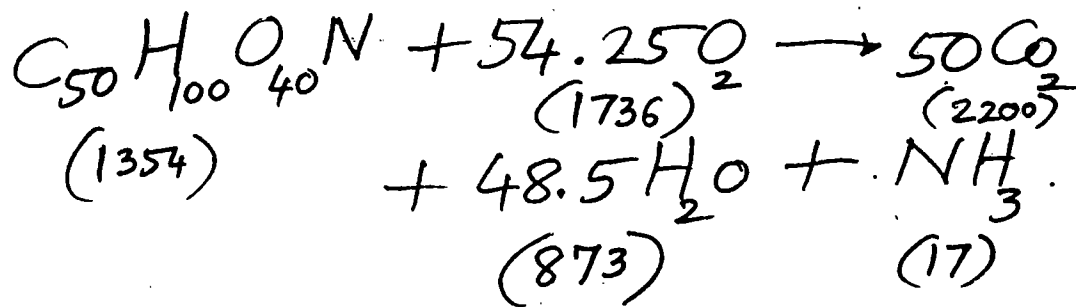 C₅₀H₁₀₀O₄₀N + 54.25O₂ → 50CO₂
(1354) (1736) (2200)
+ 48.5H₂O + NH₃.
(873) (17)